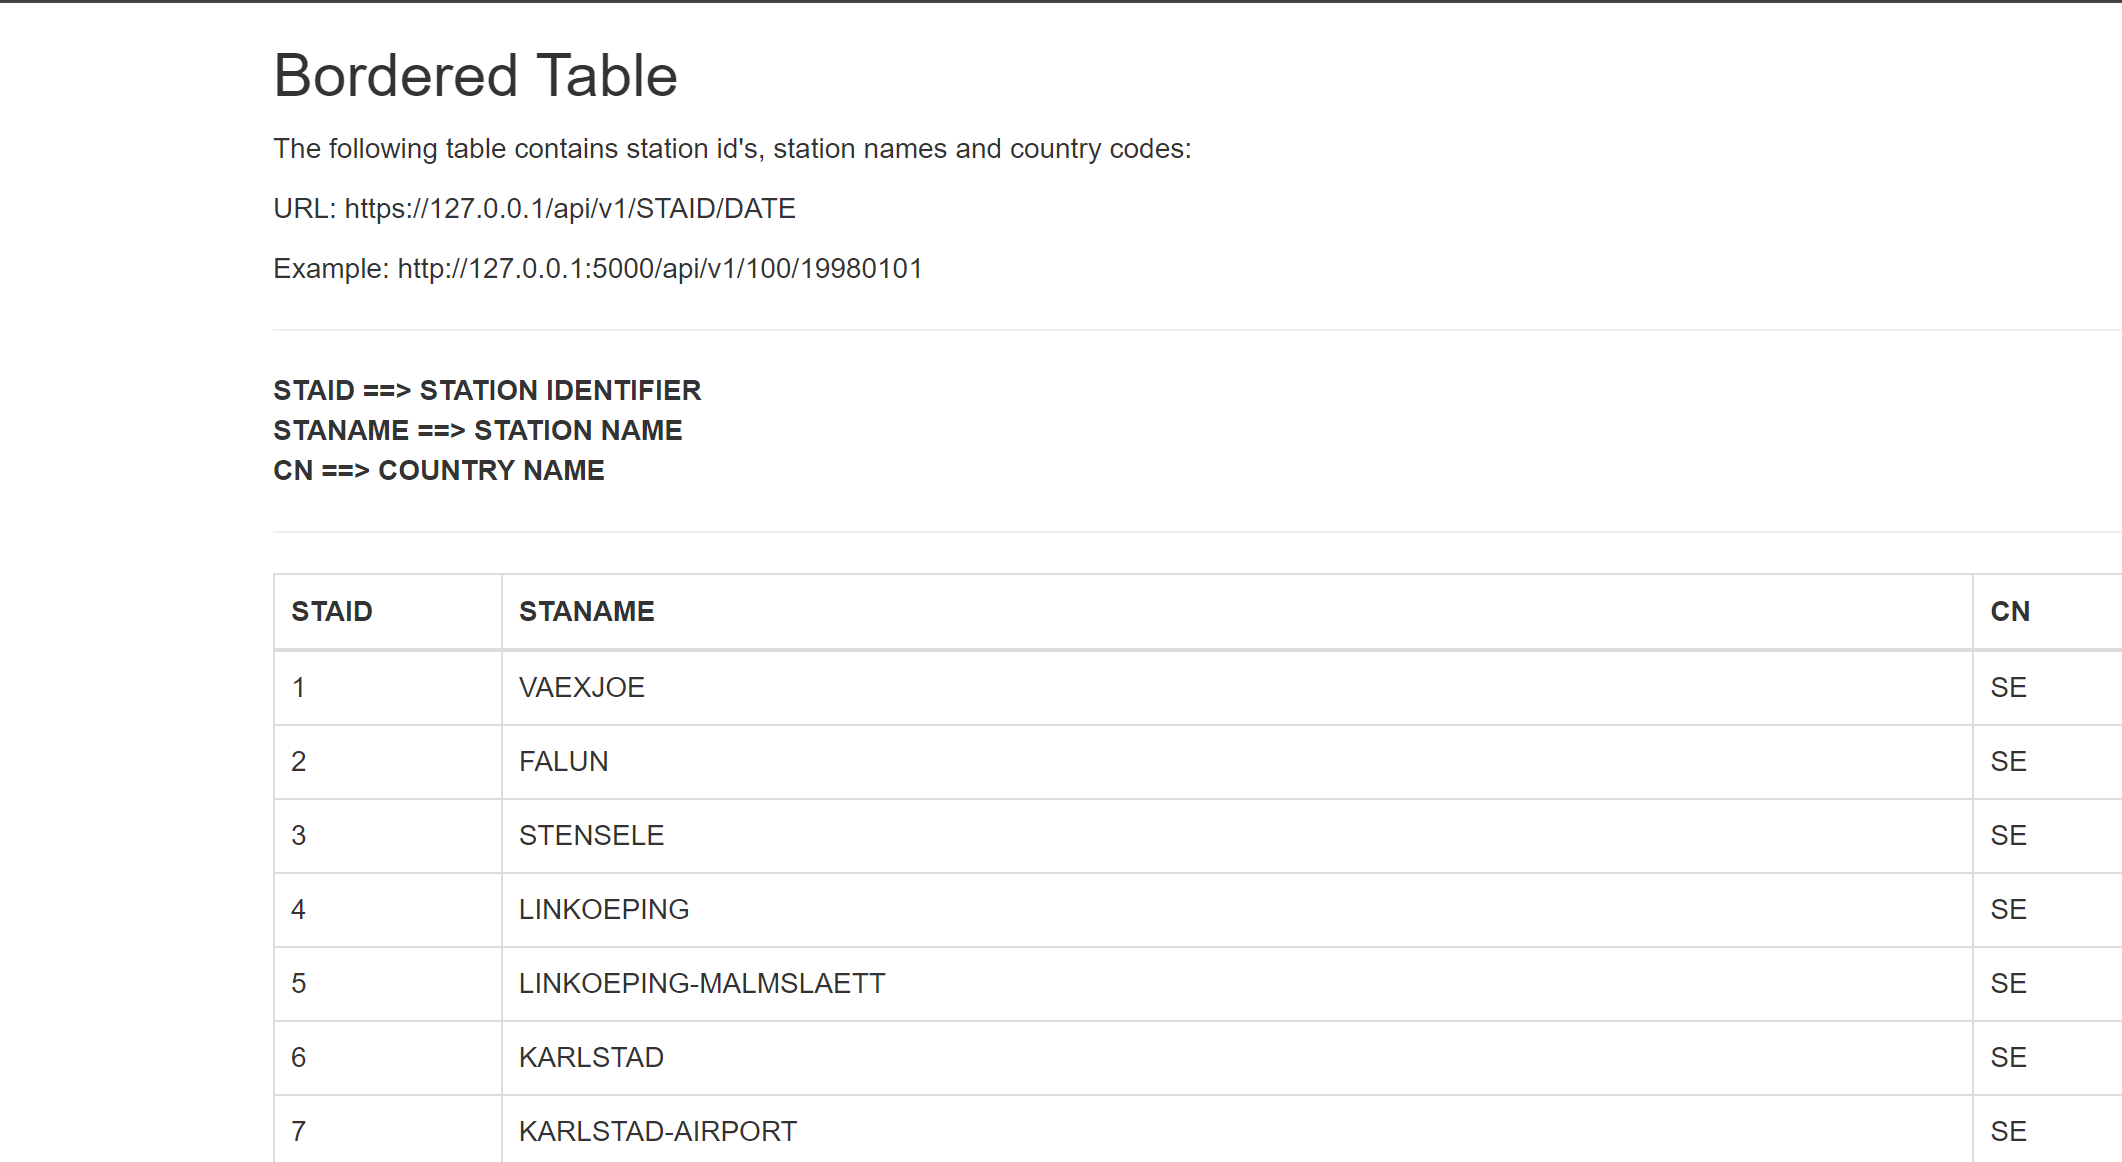 Bordered Table
The following table contains station id's, station names and country codes:
URL: https://127.0.0.1/api/v1/STAID/DATE
Example: http://127.0.0.1:5000/api/v1/100/19980101
STAID ==> STATION IDENTIFIER
STANAME ==> STATION NAME
CN ==> COUNTRY NAME
STAID STANAME CN
1 VAEXJOE SE
2 FALUN SE
3 STENSELE SE
4 LINKOEPING SE
5 LINKOEPING-MALMSLAETT SE
6 KARLSTAD SE
7 KARLSTAD-AIRPORT SE